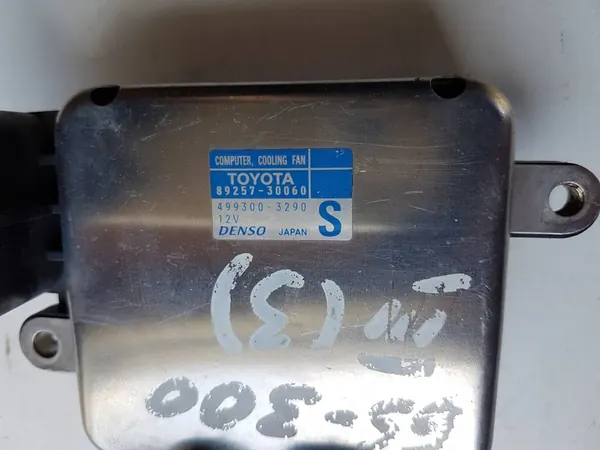 COMPUTER, COOLING FAN
TOYOTA
89257-30060
499300-3290
12V
DENSO JAPAN S
(3)
GS-300